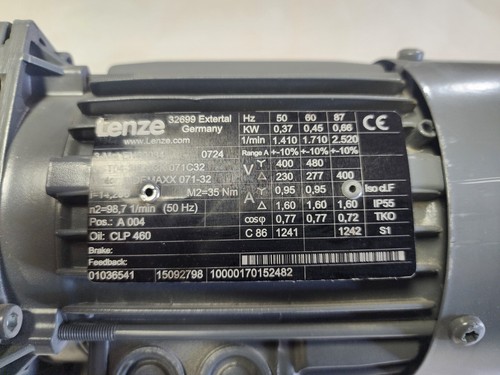 Lenze 32699 Extertal Germany
www.Lenze.com
Hz 50 60 87
KW 0,37 0,45 0,66
1/min 1.410 1.710 2.520
Range A +-10% +-10% +-10%
V Y 400 480
Δ 230 277 400
A Y 0,95 0,95 Iso cl.F
Δ 1,60 1,60 1,60 IP55
cosφ 0,77 0,77 0,72 TKO
C 86 1241 1242 S1
CE
0724
071C32
MAXX 071-32
M2=35 Nm
n2=98,7 1/min (50 Hz)
Pos.: A 004
Oil: CLP 460
Brake:
Feedback:
01036541 15092798 10000170152482